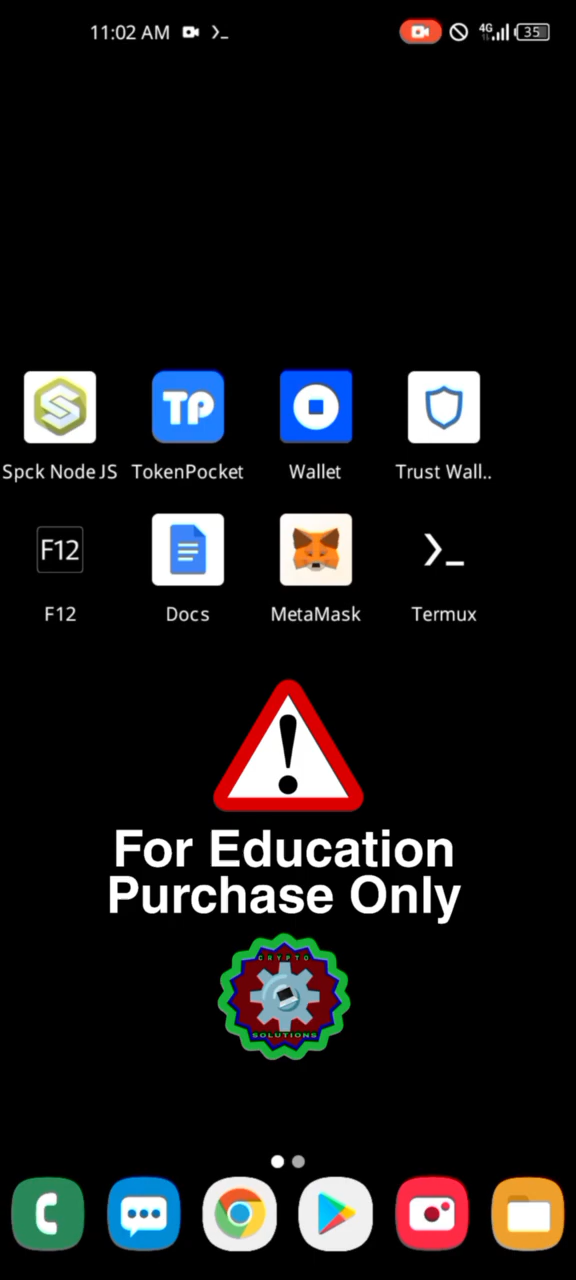 11:02 AM
4G
35
Spck Node JS TokenPocket Wallet Trust Wall..
F12
F12 Docs MetaMask Termux
For Education
Purchase Only
CRYPTO
SOLUTIONS